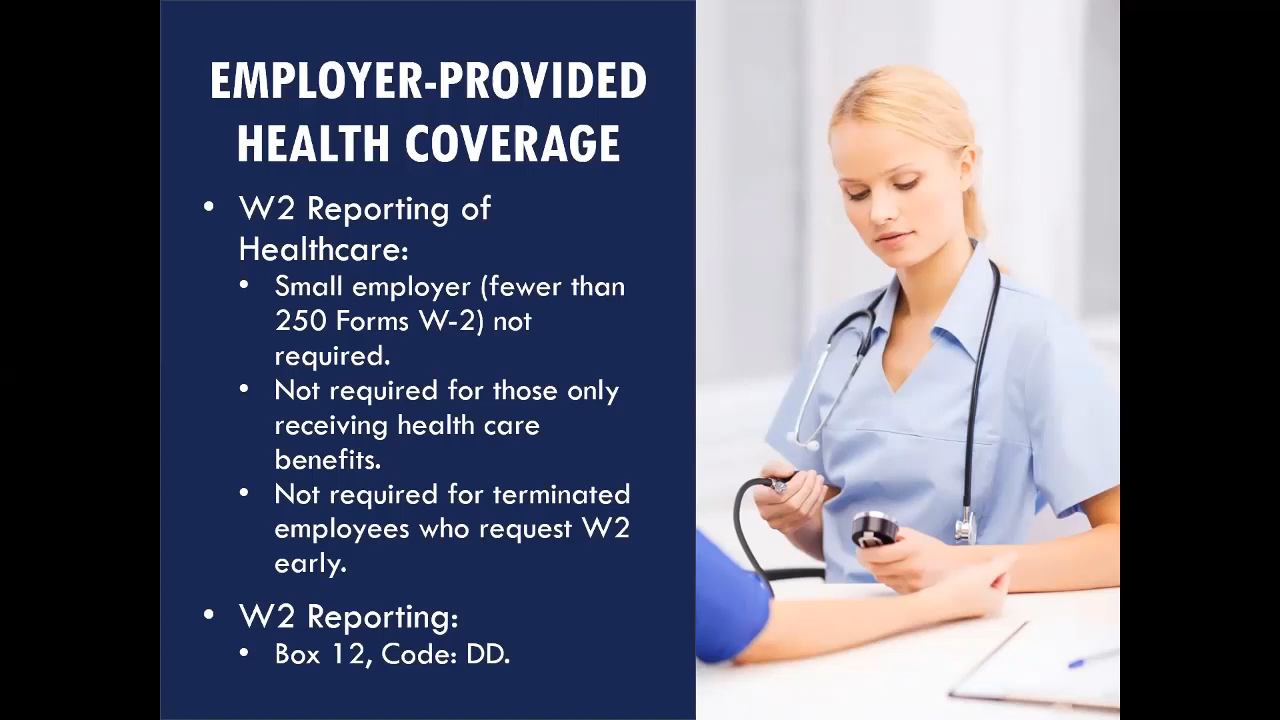 EMPLOYER-PROVIDED
HEALTH COVERAGE
• W2 Reporting of
Healthcare:
• Small employer (fewer than
250 Forms W-2) not
required.
• Not required for those only
receiving health care
benefits.
• Not required for terminated
employees who request W2
early.
• W2 Reporting:
• Box 12, Code: DD.